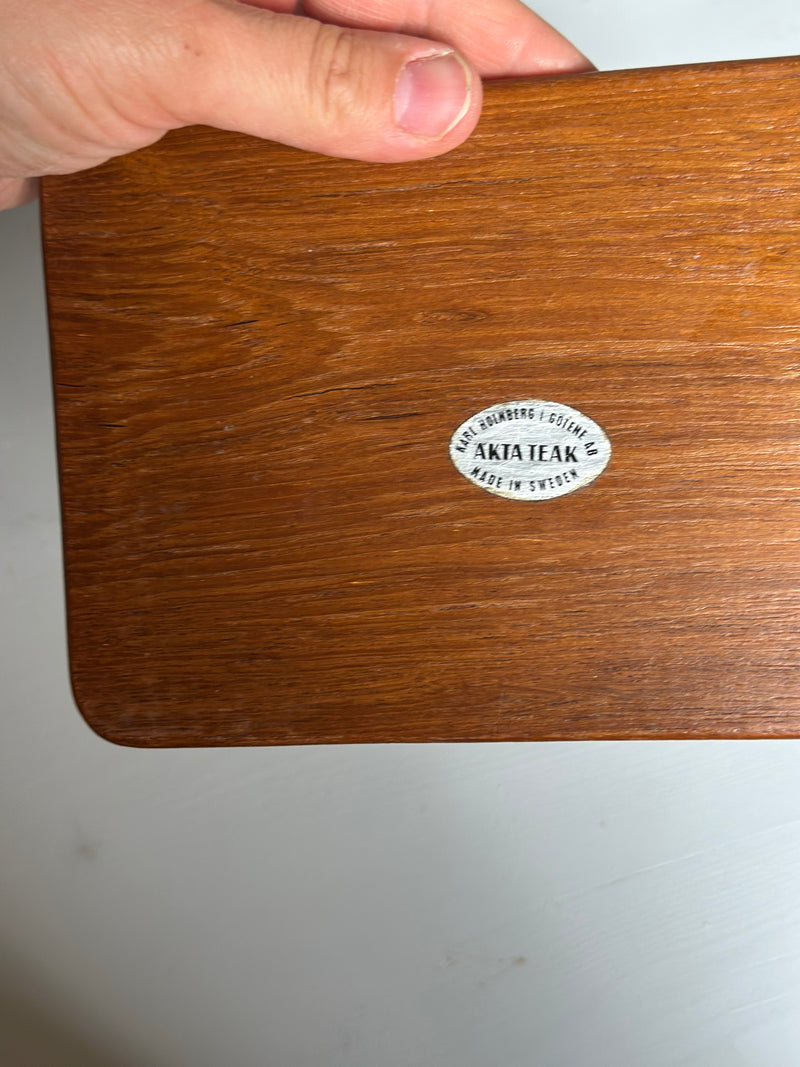 KARL HOLMBERG I GÖTENE AB
ÄKTA TEAK
MADE IN SWEDEN